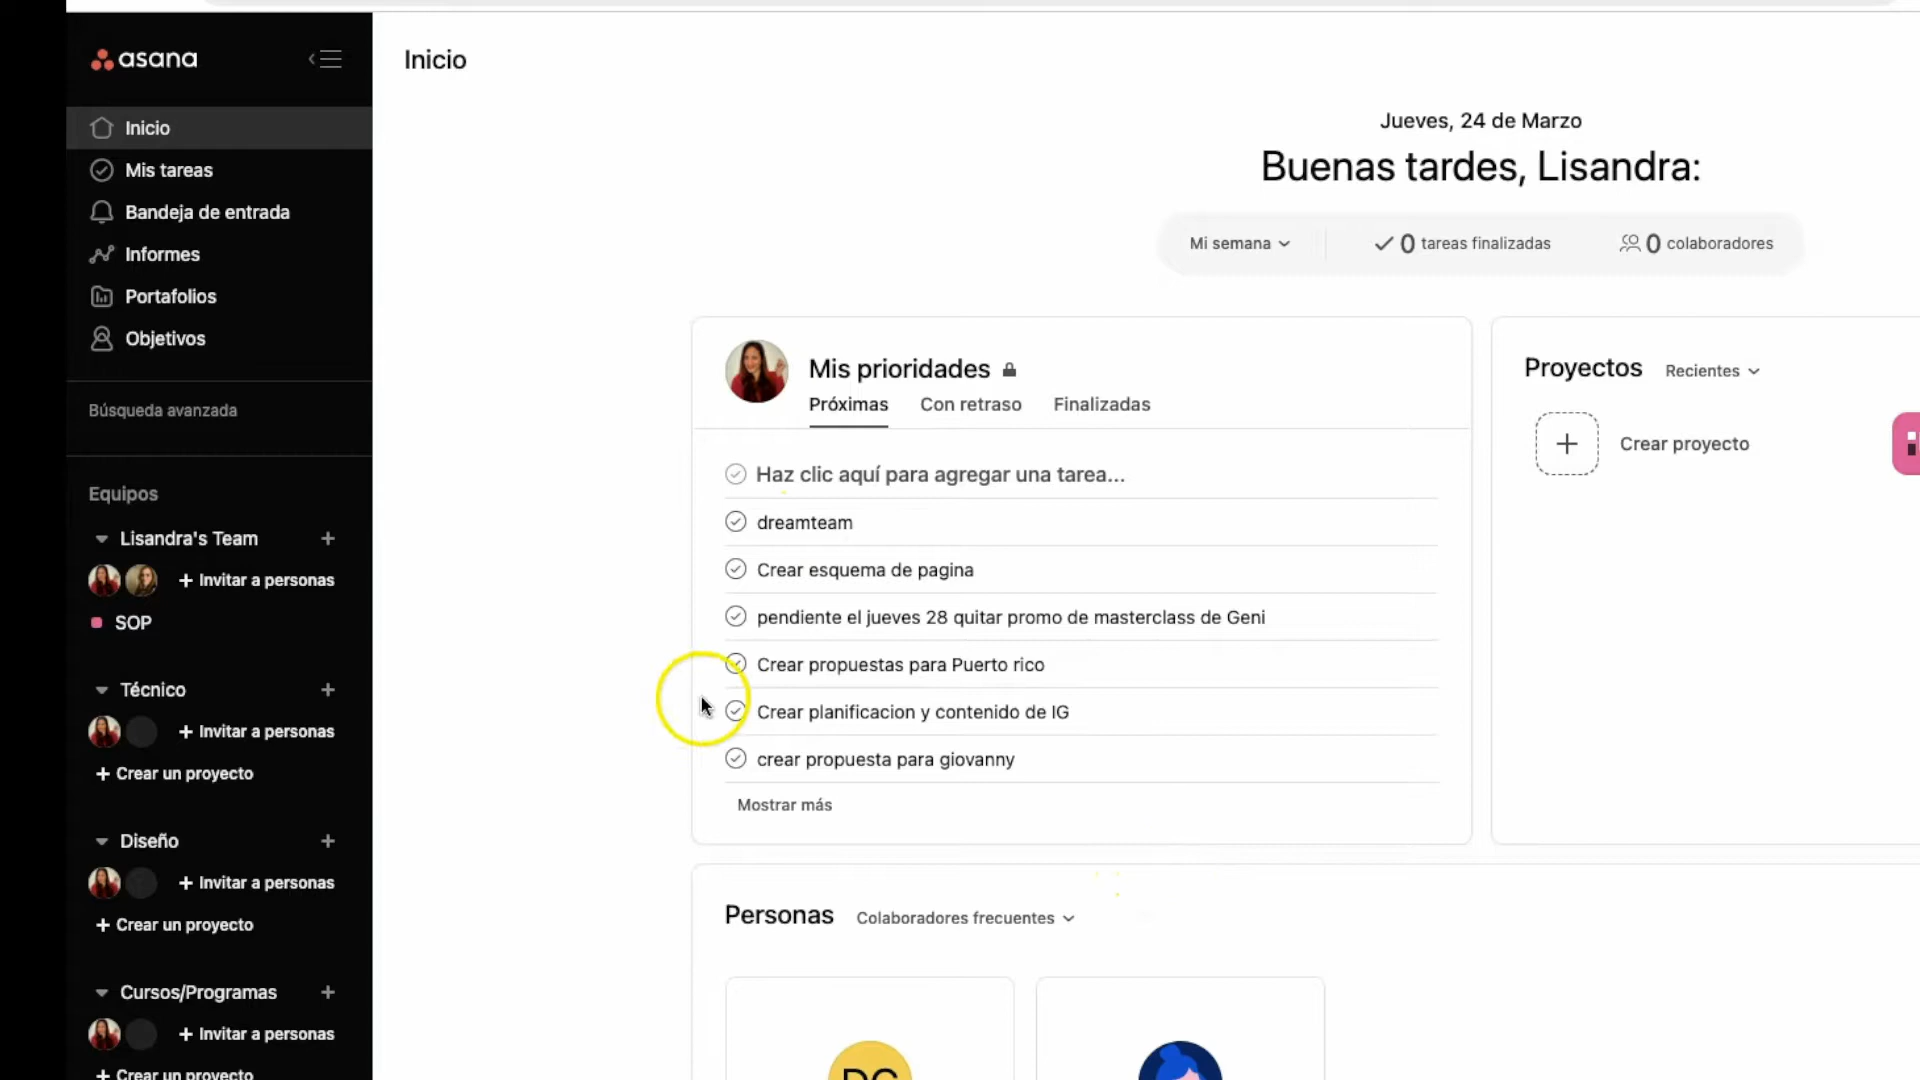 asana
Inicio
Mis tareas
Bandeja de entrada
Informes
Portafolios
Objetivos
Búsqueda avanzada
Equipos
Lisandra's Team
Invitar a personas
SOP
Técnico
Invitar a personas
Crear un proyecto
Diseño
Invitar a personas
Crear un proyecto
Cursos/Programas
Invitar a personas
Crear un proyecto
Inicio
Jueves, 24 de Marzo
Buenas tardes, Lisandra:
Mi semana
0 tareas finalizadas
0 colaboradores
Mis prioridades
Próximas Con retraso Finalizadas
Haz clic aquí para agregar una tarea...
dreamteam
Crear esquema de pagina
pendiente el jueves 28 quitar promo de masterclass de Geni
Crear propuestas para Puerto rico
Crear planificacion y contenido de IG
crear propuesta para giovanny
Mostrar más
Proyectos Recientes
Crear proyecto
Personas Colaboradores frecuentes
DG